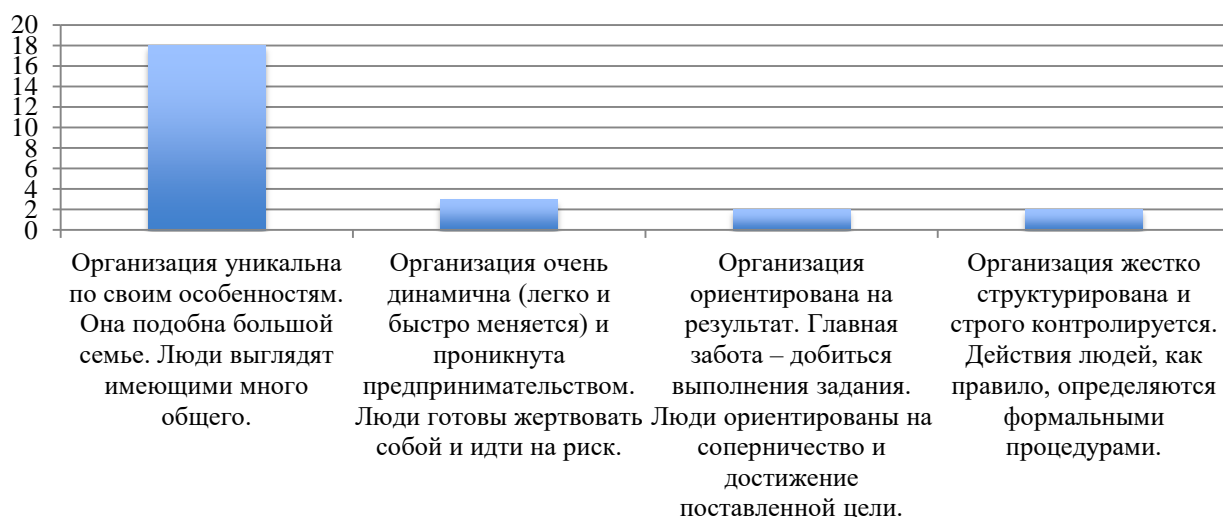 20
18
16
14
12
10
8
6
4
2
0
Организация уникальна
по своим особенностям.
Она подобна большой
семье. Люди выглядят
имеющими много
общего.
Организация очень
динамична (легко и
быстро меняется) и
проникнута
предпринимательством.
Люди готовы жертвовать
собой и идти на риск.
Организация
ориентирована на
результат. Главная
забота – добиться
выполнения задания.
Люди ориентированы на
соперничество и
достижение
поставленной цели.
Организация жестко
структурирована и
строго контролируется.
Действия людей, как
правило, определяются
формальными
процедурами.